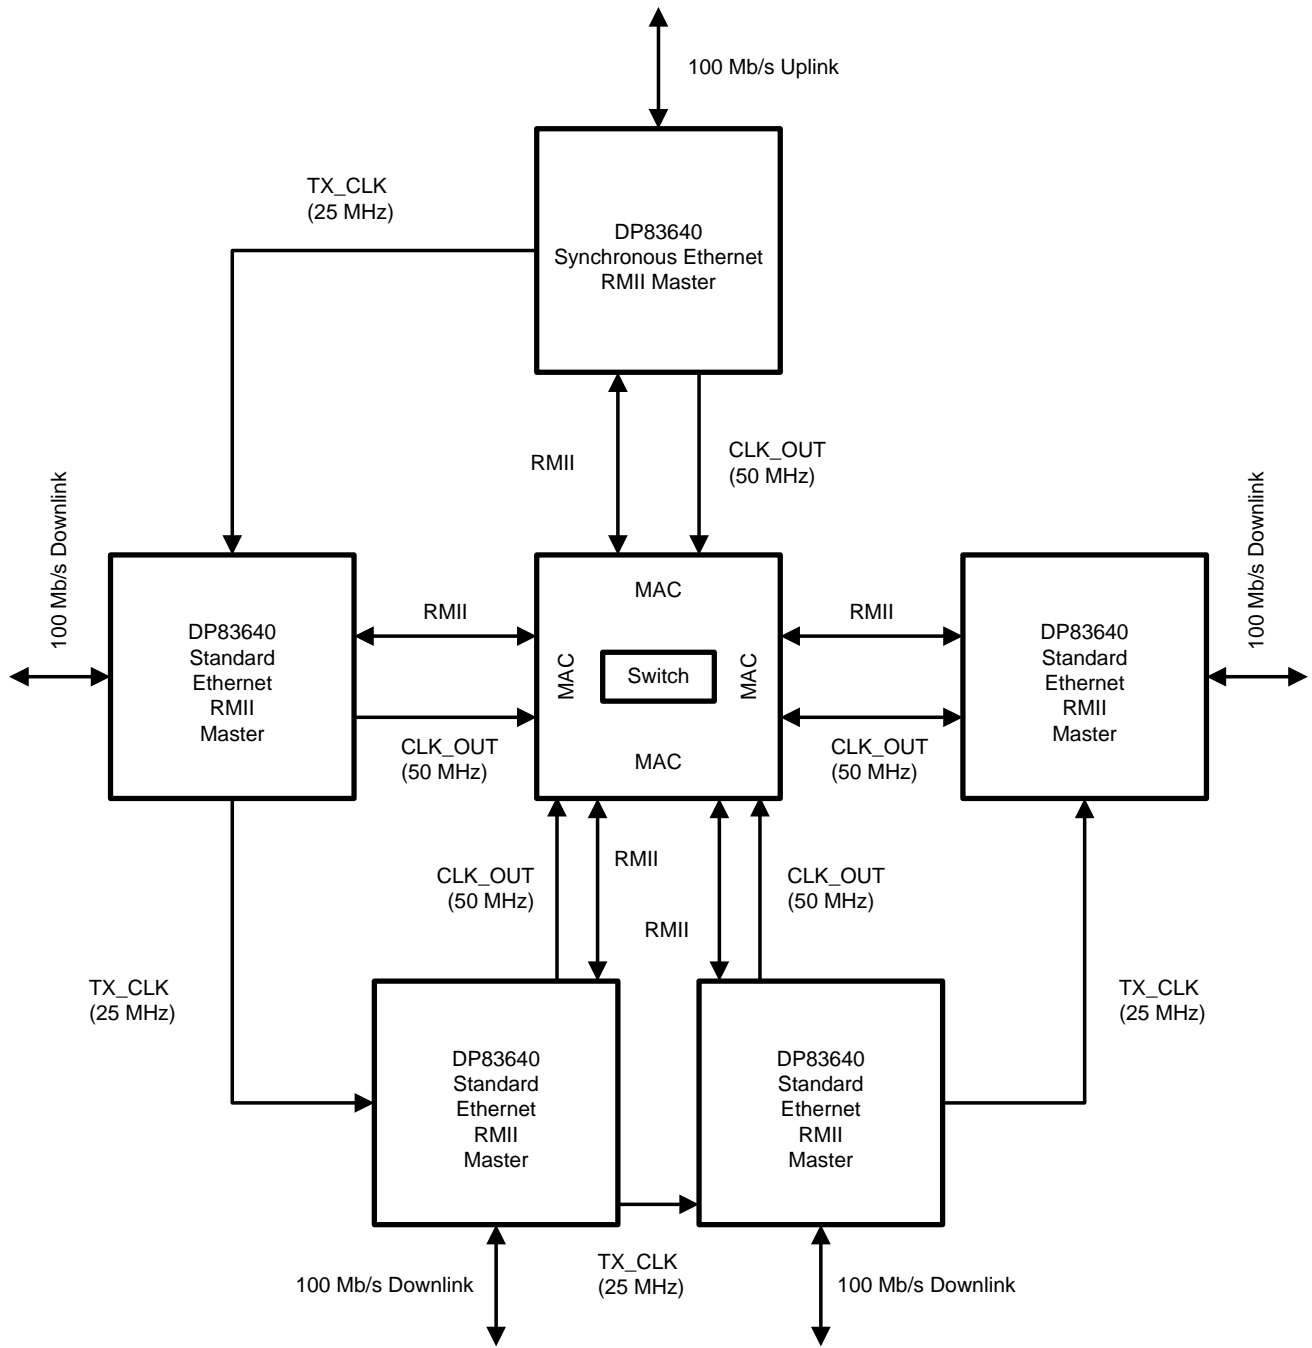 100 Mb/s Uplink
TX_CLK
(25 MHz)
DP83640
Synchronous Ethernet
RMII Master
RMII
CLK_OUT
(50 MHz)
100 Mb/s Downlink
DP83640
Standard
Ethernet
RMII
Master
RMII
CLK_OUT
(50 MHz)
MAC
MAC
Switch
MAC
MAC
RMII
CLK_OUT
(50 MHz)
DP83640
Standard
Ethernet
RMII
Master
100 Mb/s Downlink
CLK_OUT
(50 MHz)
RMII
RMII
CLK_OUT
(50 MHz)
TX_CLK
(25 MHz)
TX_CLK
(25 MHz)
DP83640
Standard
Ethernet
RMII
Master
DP83640
Standard
Ethernet
RMII
Master
100 Mb/s Downlink
TX_CLK
(25 MHz)
100 Mb/s Downlink